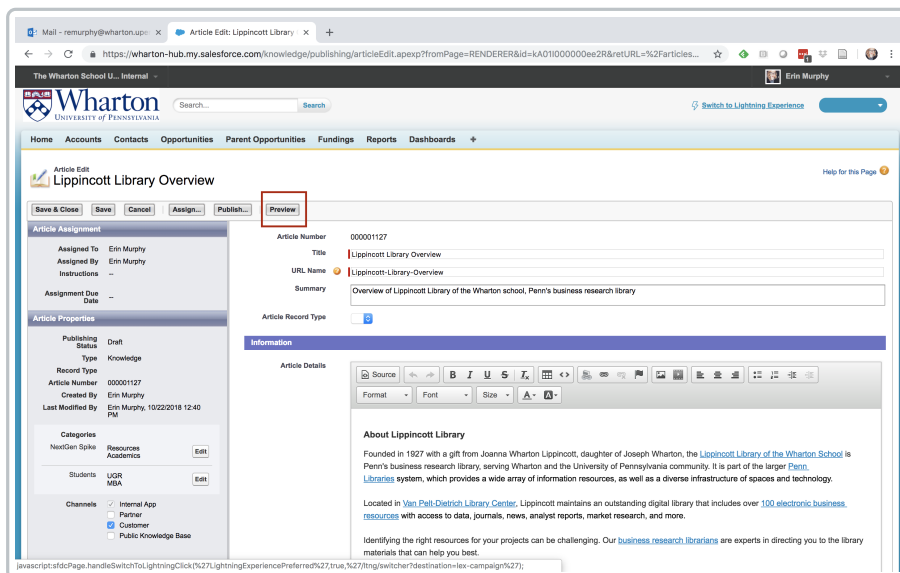 Mail - remurphy@wharton.upe
Article Edit: Lippincott Library
https://wharton-hub.my.salesforce.com/knowledge/publishing/articleEdit.apexp?fromPage=RENDERER&id=kA01I000000ee2R&retURL=%2Farticles...
The Wharton School U... Internal
Erin Murphy
Wharton
UNIVERSITY of PENNSYLVANIA
Search...
Search
Switch to Lightning Experience
Home Accounts Contacts Opportunities Parent Opportunities Fundings Reports Dashboards +
Article Edit
Lippincott Library Overview
Help for this Page ?
Save & Close Save Cancel Assign... Publish... Preview
Article Assignment
Assigned To Erin Murphy
Assigned By Erin Murphy
Instructions --
Assignment Due Date --
Article Properties
Publishing Status Draft
Type Knowledge
Record Type
Article Number 000001127
Created By Erin Murphy
Last Modified By Erin Murphy, 10/22/2018 12:40
PM
Categories
NextGen Spike Resources
Academics
Edit
Students UGR
MBA
Edit
Channels Internal App
Partner
Customer
Public Knowledge Base
Article Number 000001127
Title Lippincott Library Overview
URL Name ? Lippincott-Library-Overview
Summary Overview of Lippincott Library of the Wharton school, Penn's business research library
Article Record Type
Information
Article Details
Source B I U S Tx
Format Font Size A A
About Lippincott Library
Founded in 1927 with a gift from Joanna Wharton Lippincott, daughter of Joseph Wharton, the Lippincott Library of the Wharton School is
Penn's business research library, serving Wharton and the University of Pennsylvania community. It is part of the larger Penn
Libraries system, which provides a wide array of information resources, as well as a diverse infrastructure of spaces and technology.
Located in Van Pelt-Dietrich Library Center, Lippincott maintains an outstanding digital library that includes over 100 electronic business
resources with access to data, journals, news, analyst reports, market research, and more.
Identifying the right resources for your projects can be challenging. Our business research librarians are experts in directing you to the library
materials that can help you best.
javascript:sfdcPage.handleSwitchToLightningClick(%27LightningExperiencePreferred%27,true,%27/ltng/switcher?destination=lex-campaign%27);